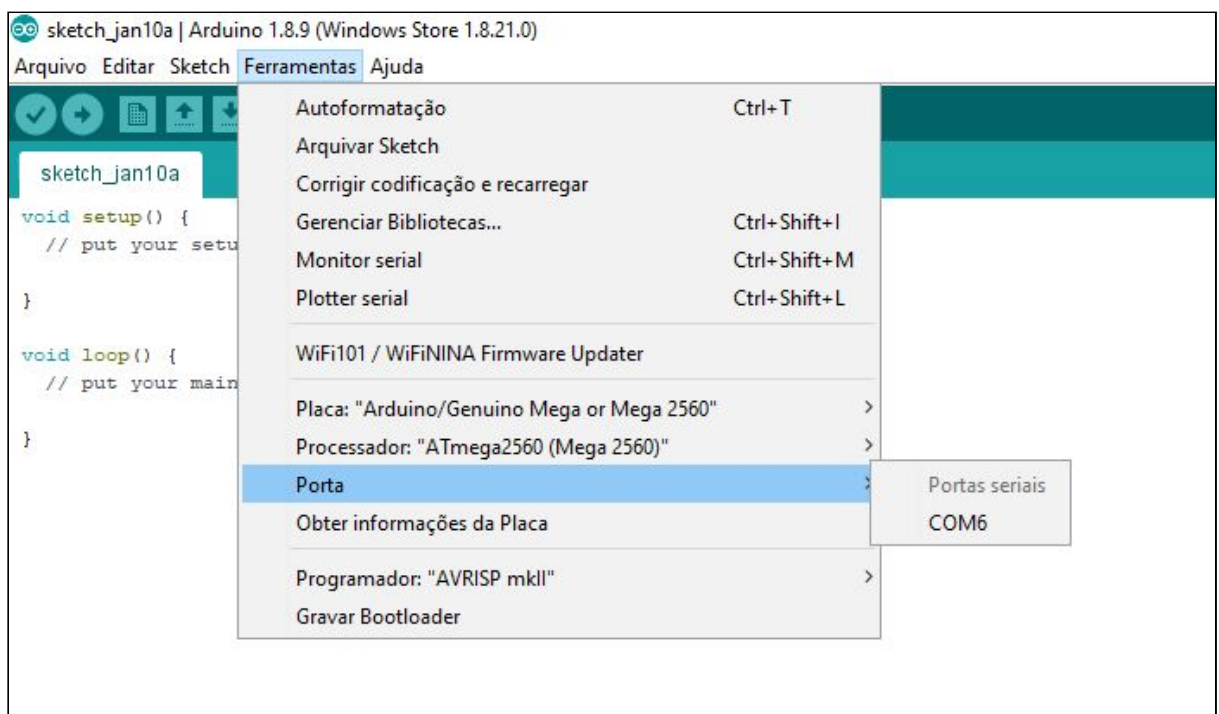 sketch_jan10a | Arduino 1.8.9 (Windows Store 1.8.21.0)
Arquivo Editar Sketch Ferramentas Ajuda
sketch_jan10a
void setup() {
// put your setu
}
void loop() {
// put your main
}
Autoformatação Ctrl+T
Arquivar Sketch
Corrigir codificação e recarregar
Gerenciar Bibliotecas... Ctrl+Shift+I
Monitor serial Ctrl+Shift+M
Plotter serial Ctrl+Shift+L
WiFi101 / WiFiNINA Firmware Updater
Placa: "Arduino/Genuino Mega or Mega 2560"
Processador: "ATmega2560 (Mega 2560)"
Porta
Obter informações da Placa
Programador: "AVRISP mkII"
Gravar Bootloader
Portas seriais
COM6